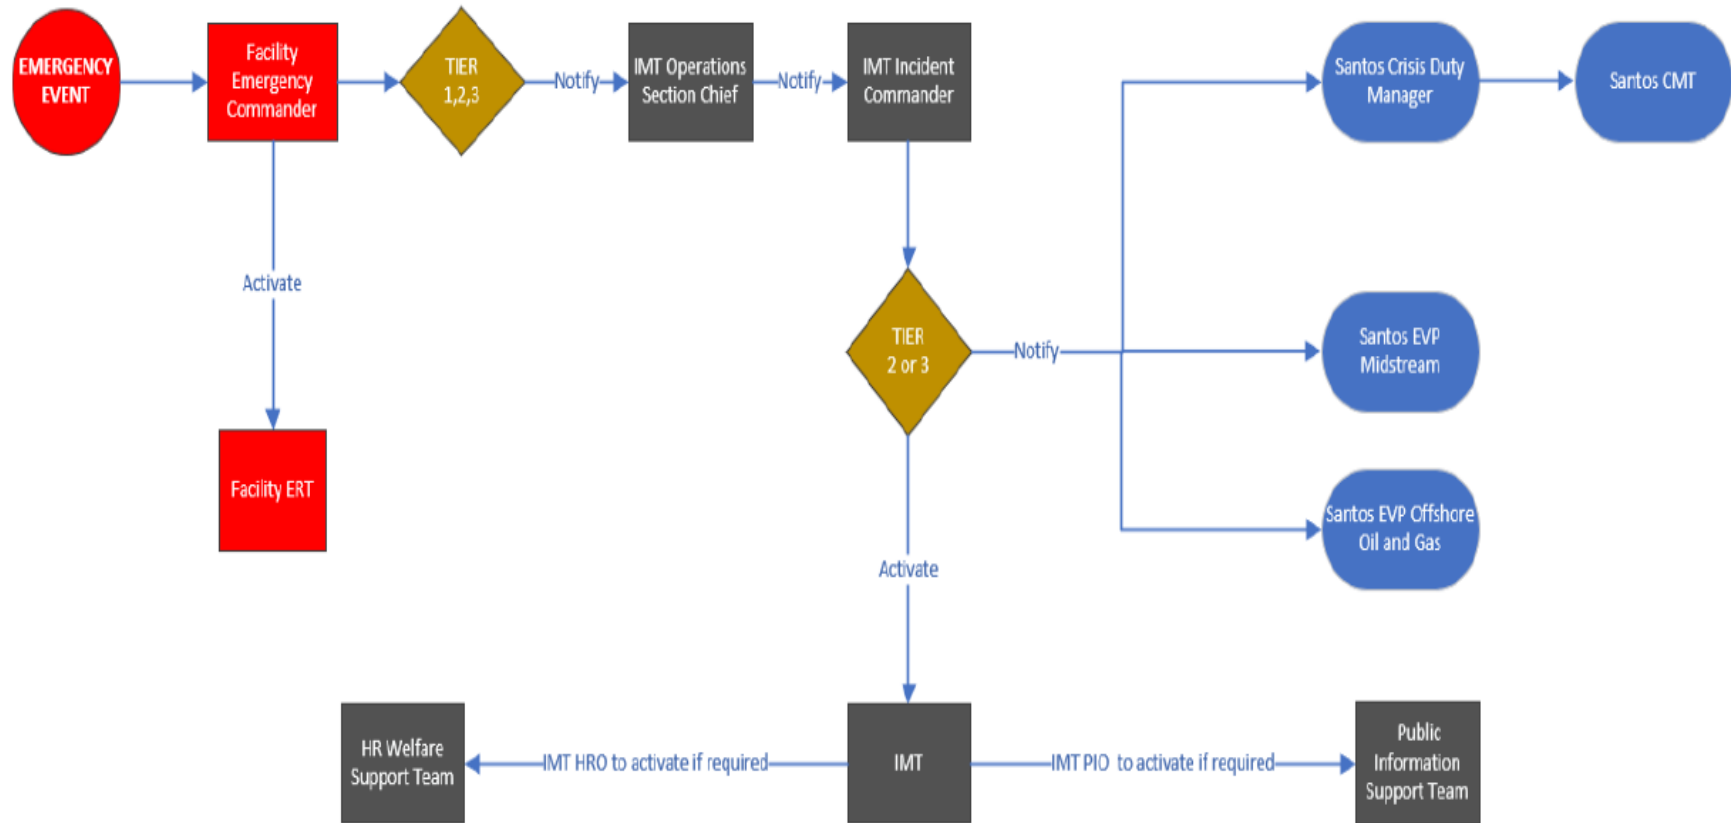 EMERGENCY
EVENT
Facility
Emergency
Commander
TIER
1,2,3
Notify
IMT Operations
Section Chief
Notify
IMT Incident
Commander
Santos Crisis Duty
Manager
Santos CMT
Activate
TIER
2 or 3
Notify
Santos EVP
Midstream
Facility ERT
Santos EVP Offshore
Oil and Gas
Activate
HR Welfare
Support Team
IMT HRO to activate if required
IMT
IMT PIO to activate if required
Public
Information
Support Team